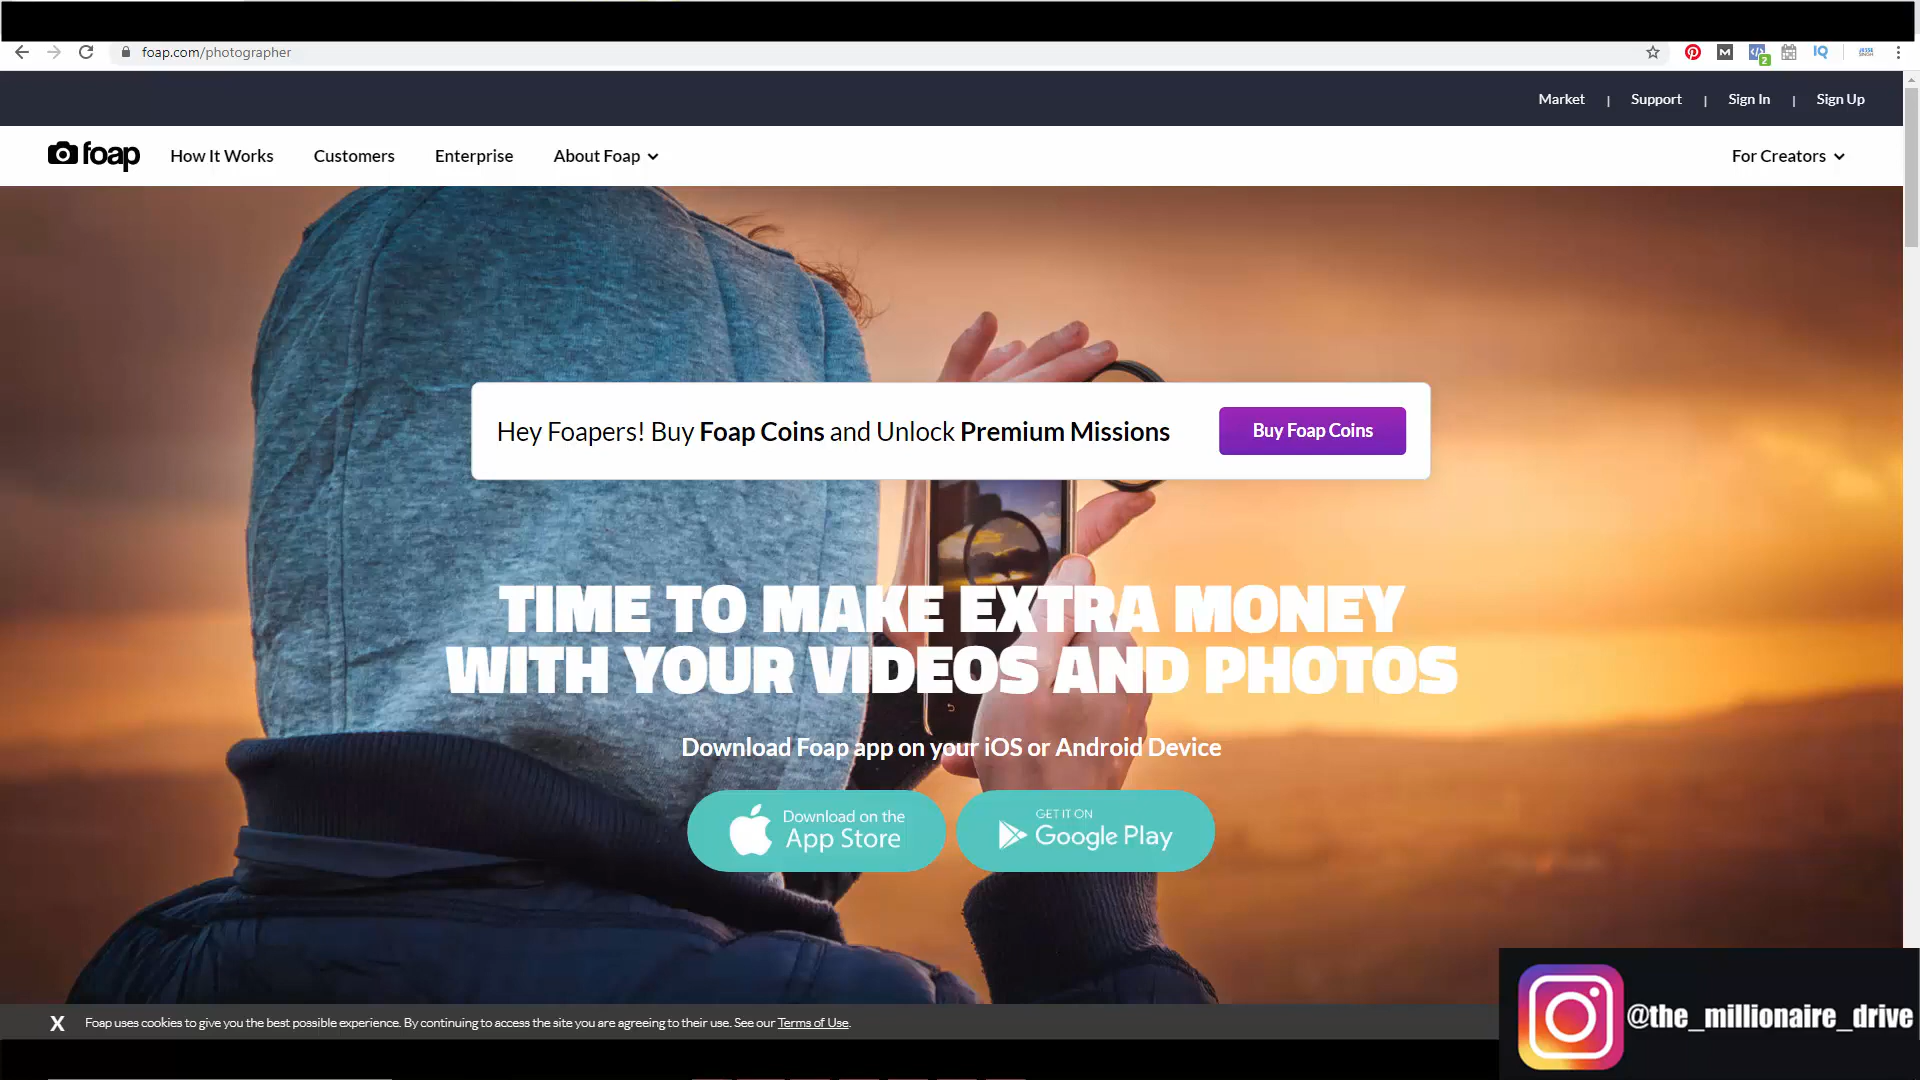 foap.com/photographer
M
2
IQ
Market | Support | Sign In | Sign Up
foap How It Works Customers Enterprise About Foap For Creators
Hey Foapers! Buy Foap Coins and Unlock Premium Missions
Buy Foap Coins
TIME TO MAKE EXTRA MONEY
WITH YOUR VIDEOS AND PHOTOS
Download Foap app on your iOS or Android Device
Download on the
App Store
GET IT ON
Google Play
X Foap uses cookies to give you the best possible experience. By continuing to access the site you are agreeing to their use. See our Terms of Use.
@the_millionaire_drive